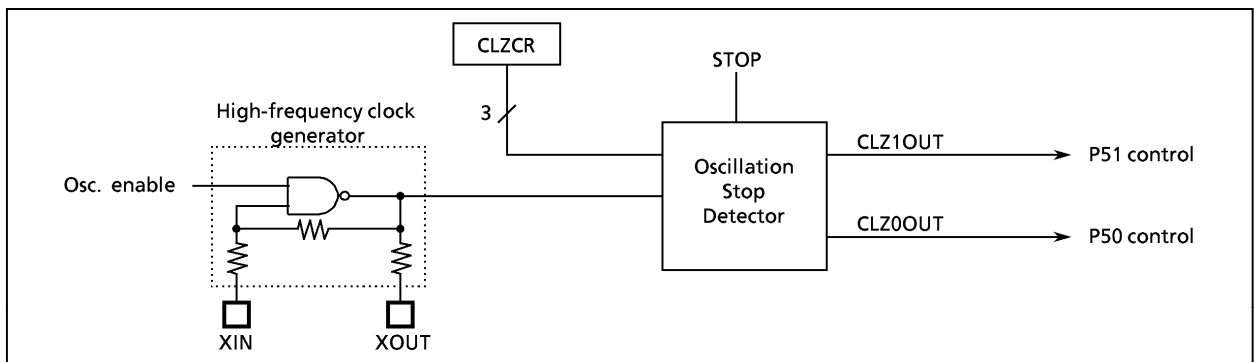 CLZCR
STOP
3
High-frequency clock
generator
Osc. enable
Oscillation
Stop
Detector
CLZ1OUT
P51 control
CLZ0OUT
P50 control
XIN
XOUT